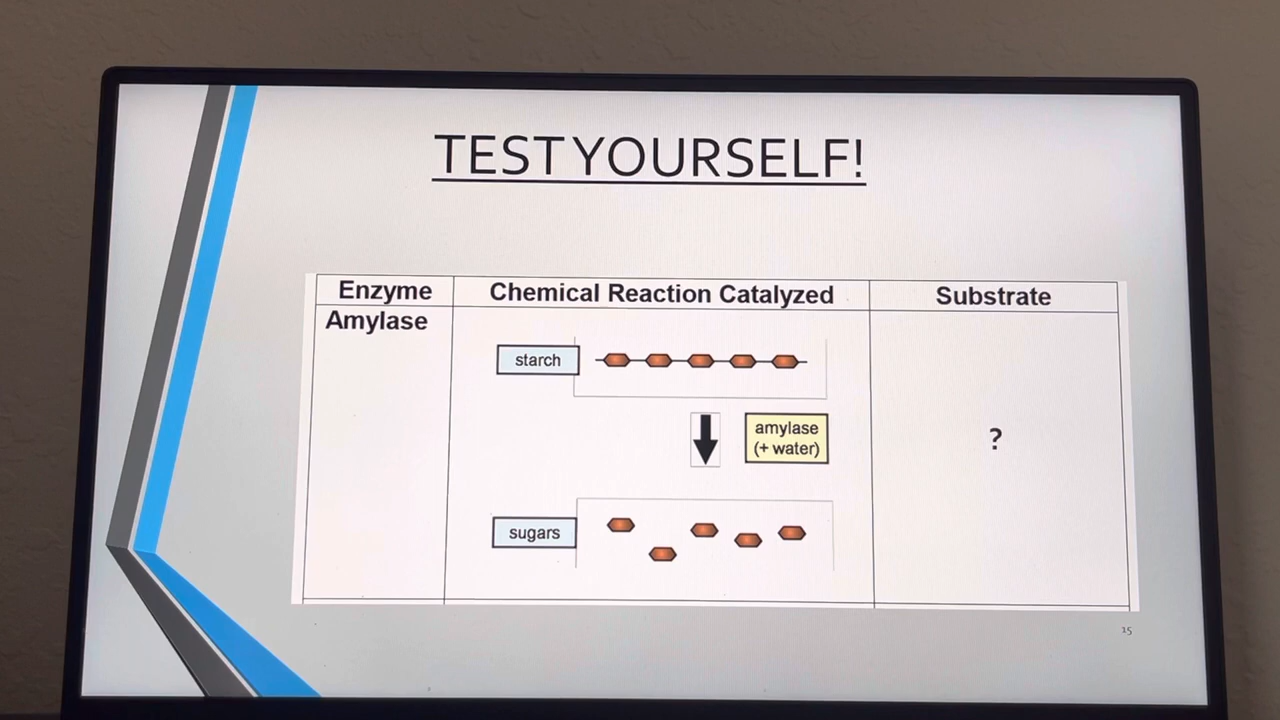 TEST YOURSELF!
Enzyme
Chemical Reaction Catalyzed
Substrate
Amylase
starch
amylase
(+ water)
?
sugars
15